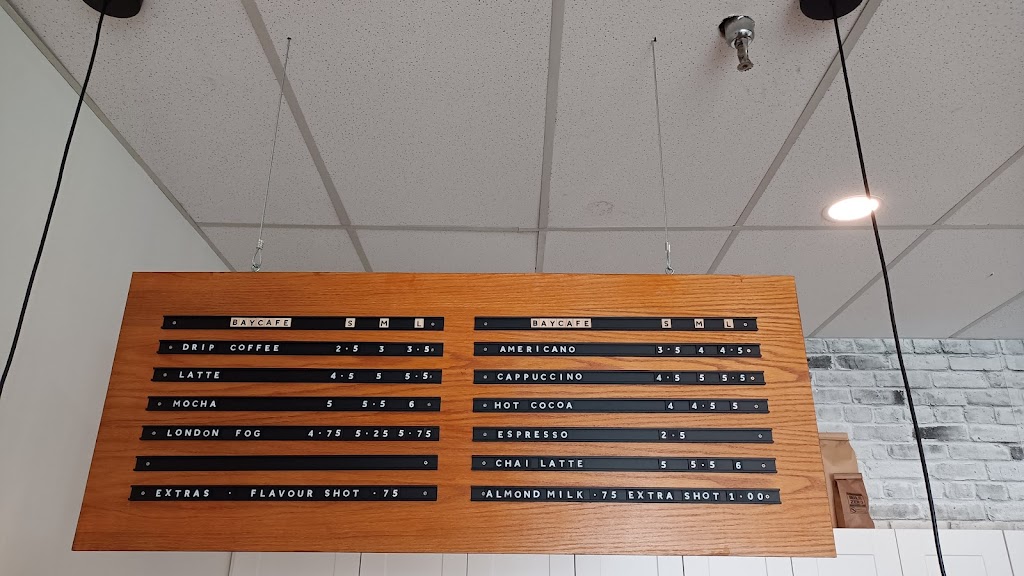 BAYCAFE S M L
DRIP COFFEE 2.5 3 3.5
LATTE 4.5 5 5.5
MOCHA 5 5.5 6
LONDON FOG 4.75 5.25 5.75
EXTRAS · FLAVOUR SHOT .75
BAYCAFE S M L
AMERICANO 3.5 4 4.5
CAPPUCCINO 4.5 5 5.5
HOT COCOA 4 4.5 5
ESPRESSO 2.5
CHAI LATTE 5 5.5 6
ALMOND MILK .75 EXTRA SHOT 1.00